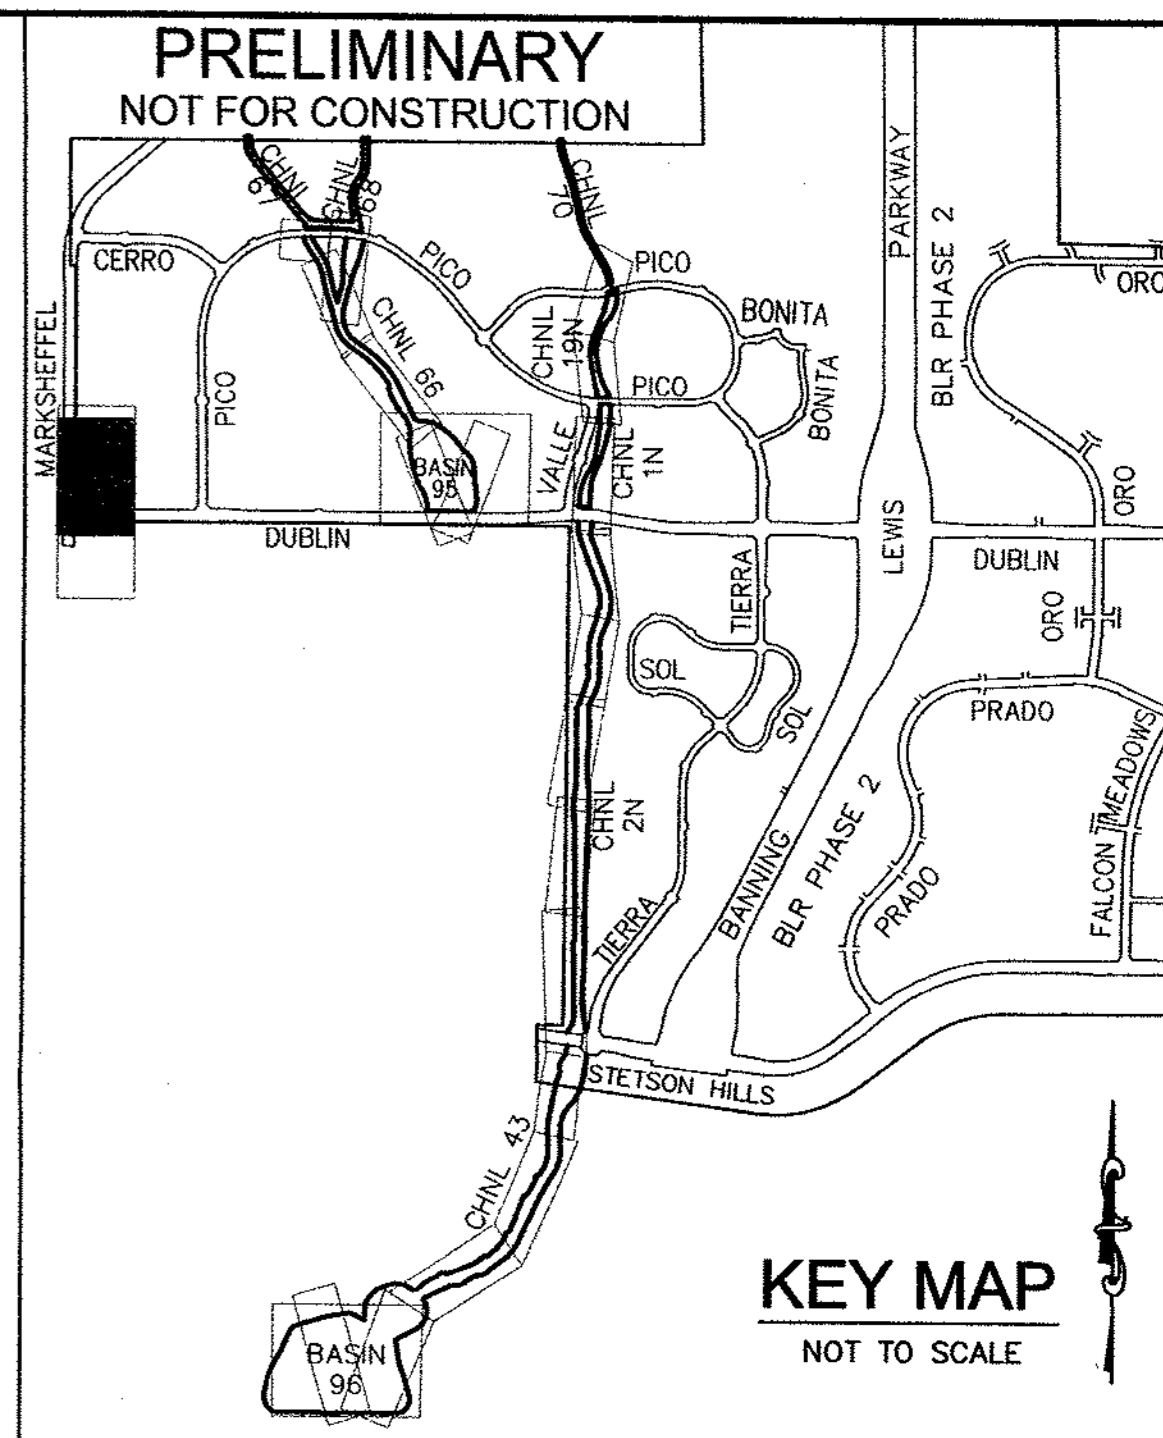 PRELIMINARY
NOT FOR CONSTRUCTION
CHNL
67
CHNL
68
CHNL
70
CERRO
PICO
PICO
PICO
PICO
MARKSHEFFEL
CHNL 66
CHNL
19N
BONITA
BONITA
PARKWAY
BLR PHASE 2
ORO
BASIN
95
VALLE
CHNL
1N
DUBLIN
TIERRA
LEWIS
DUBLIN
ORO
ORO
SOL
SOL
PRADO
CHNL
2N
TIERRA
BANNING
BLR PHASE 2
PRADO
FALCON MEADOWS
STETSON HILLS
CHNL 43
BASIN
96
KEY MAP
NOT TO SCALE